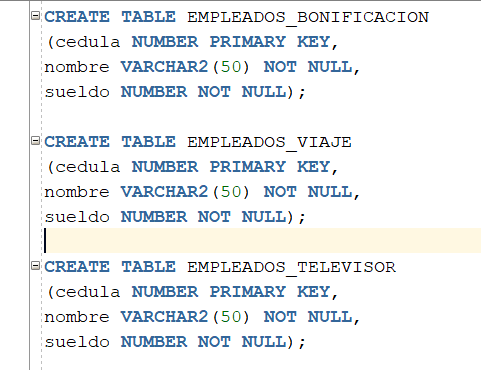 CREATE TABLE EMPLEADOS_BONIFICACION
(cedula NUMBER PRIMARY KEY,
nombre VARCHAR2(50) NOT NULL,
sueldo NUMBER NOT NULL);
CREATE TABLE EMPLEADOS_VIAJE
(cedula NUMBER PRIMARY KEY,
nombre VARCHAR2(50) NOT NULL,
sueldo NUMBER NOT NULL);
CREATE TABLE EMPLEADOS_TELEVISOR
(cedula NUMBER PRIMARY KEY,
nombre VARCHAR2(50) NOT NULL,
sueldo NUMBER NOT NULL);